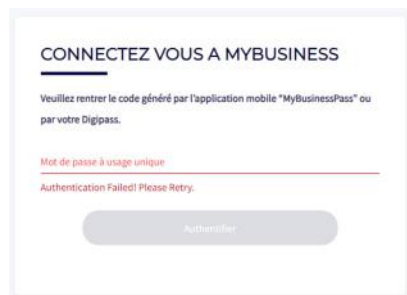 CONNECTEZ VOUS A MYBUSINESS
Veuillez rentrer le code généré par l'application mobile "MyBusinessPass" ou
par votre Digipass.
Mot de passe à usage unique
Authentication Failed! Please Retry.
Authentifier